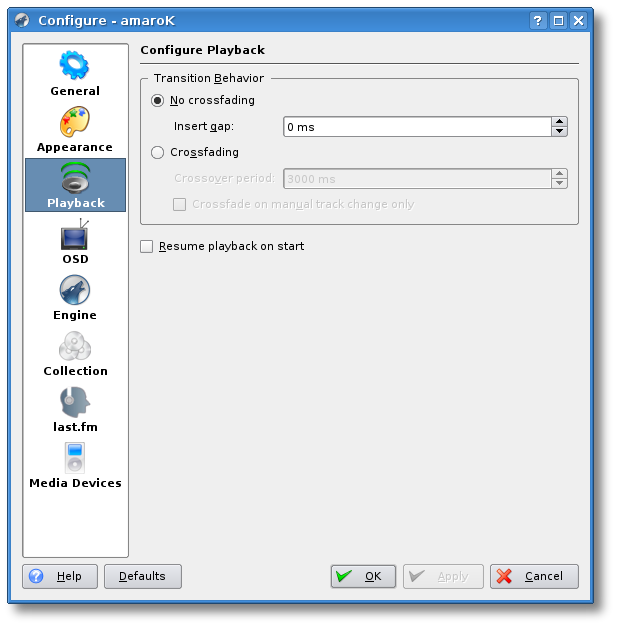 Configure - amaroK
?
General
Appearance
Playback
OSD
Engine
Collection
last.fm
Media Devices
Configure Playback
Transition Behavior
No crossfading
Insert gap: 0 ms
Crossfading
Crossover period: 3000 ms
Crossfade on manual track change only
Resume playback on start
? Help
Defaults
OK
Apply
Cancel